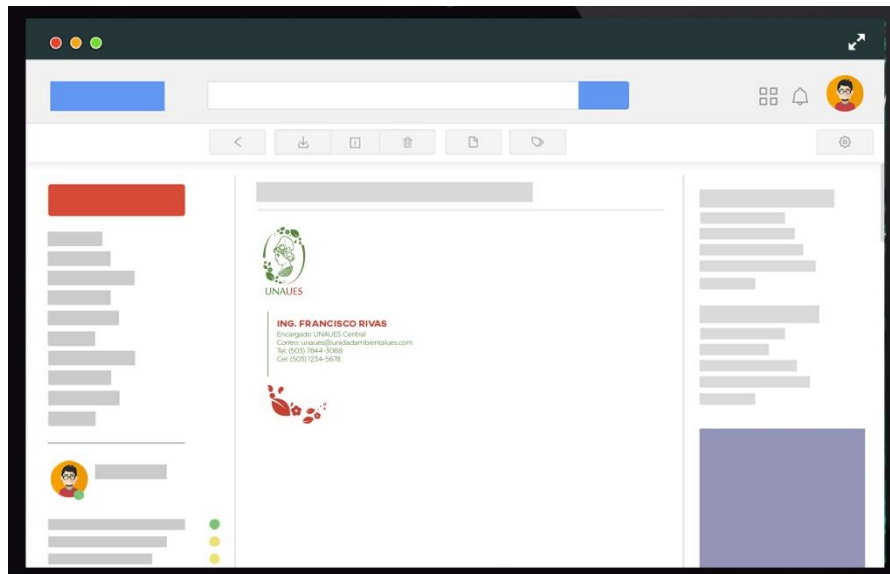 UNAUES
ING. FRANCISCO RIVAS
Encargado UNAUES Central
Correo: unaues@unidadambientalues.com
Tel: (503) 7844-3088
Cel: (503) 1234-5678